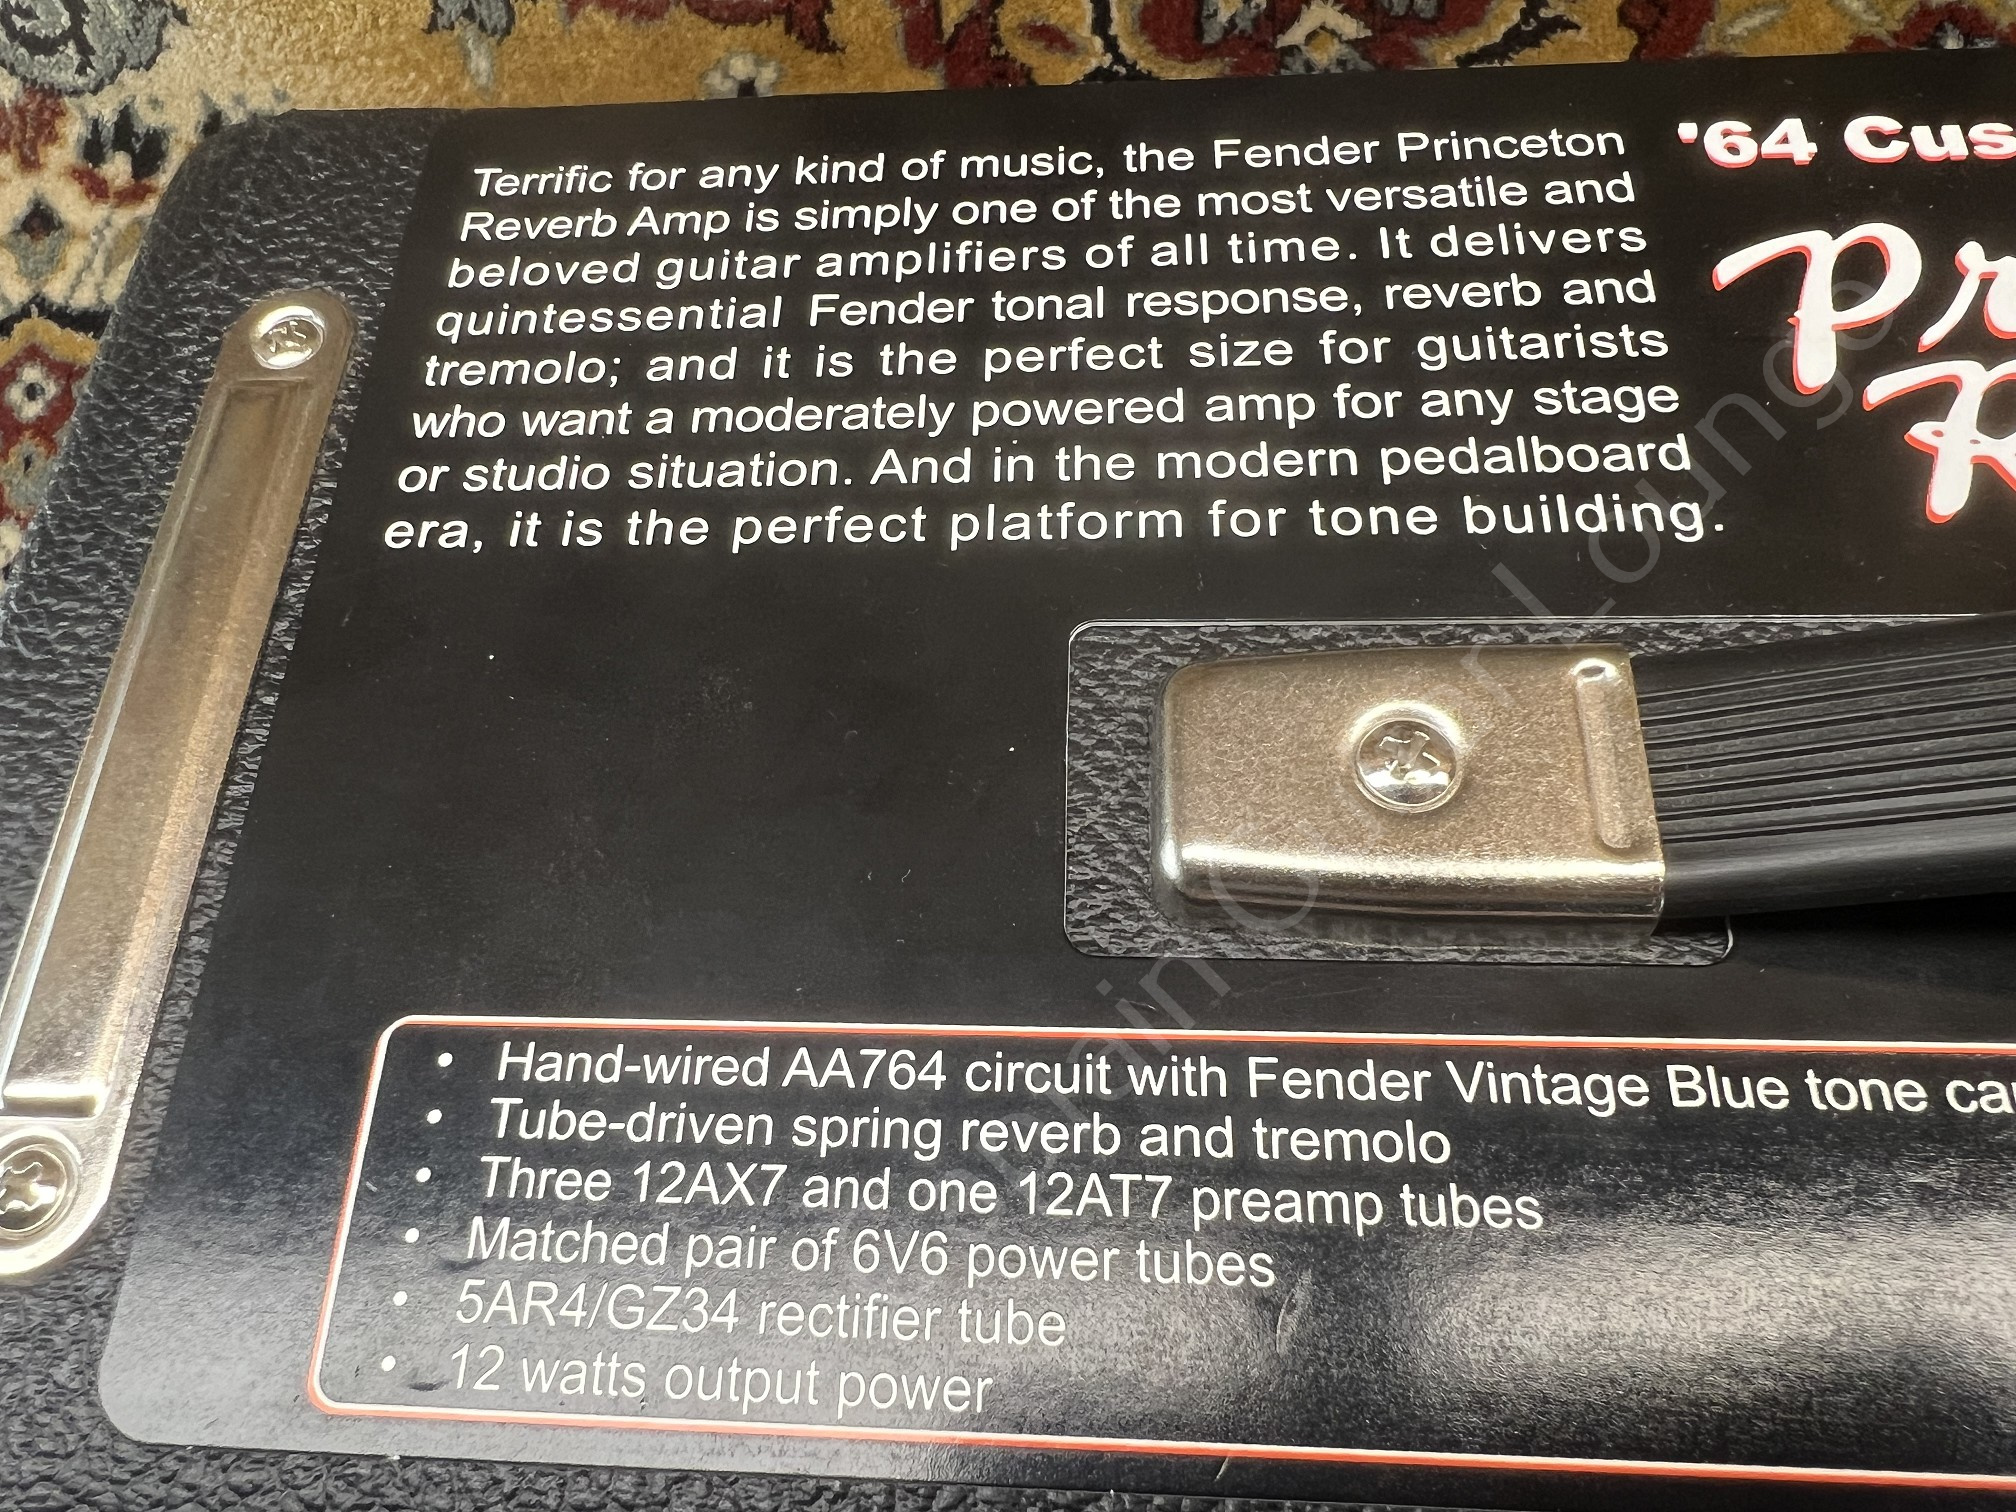 Terrific for any kind of music, the Fender Princeton
Reverb Amp is simply one of the most versatile and
beloved guitar amplifiers of all time. It delivers
quintessential Fender tonal response, reverb and
tremolo; and it is the perfect size for guitarists
who want a moderately powered amp for any stage
or studio situation. And in the modern pedalboard
era, it is the perfect platform for tone building.
'64 Cus
Pr
R
• Hand-wired AA764 circuit with Fender Vintage Blue tone ca
• Tube-driven spring reverb and tremolo
• Three 12AX7 and one 12AT7 preamp tubes
• Matched pair of 6V6 power tubes
• 5AR4/GZ34 rectifier tube
• 12 watts output power
Lounge